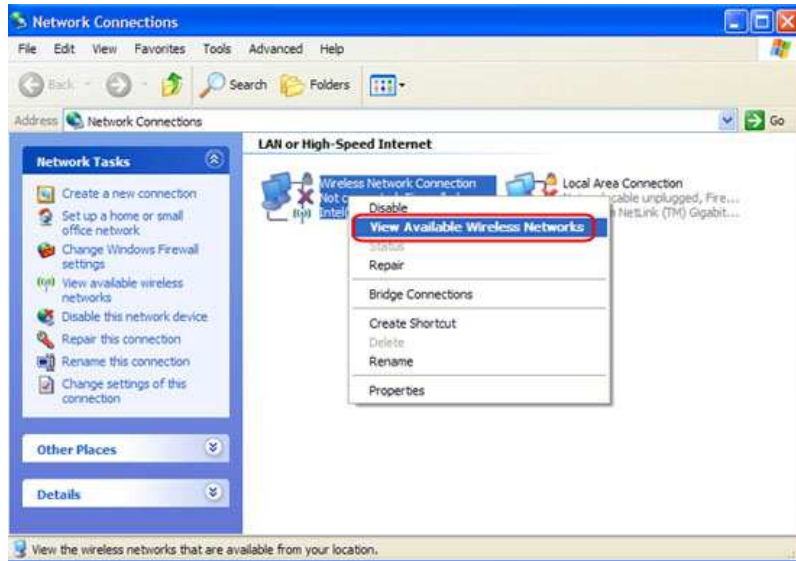 Network Connections
File Edit View Favorites Tools Advanced Help
Back Search Folders
Address Network Connections Go
Network Tasks
Create a new connection
Set up a home or small
office network
Change Windows Firewall
settings
View available wireless
networks
Disable this network device
Repair this connection
Rename this connection
Change settings of this
connection
Other Places
Details
LAN or High-Speed Internet
Wireless Network Connection
Not
Intel
Local Area Connection
cable unplugged, Fire...
NetLink (TM) Gigabit...
Disable
View Available Wireless Networks
Status
Repair
Bridge Connections
Create Shortcut
Delete
Rename
Properties
View the wireless networks that are available from your location.